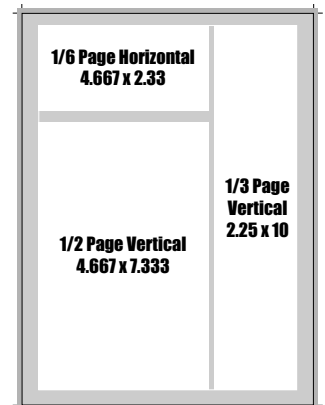 1/6 Page Horizontal
4.667 x 2.33
1/3 Page
Vertical
2.25 x 10
1/2 Page Vertical
4.667 x 7.333